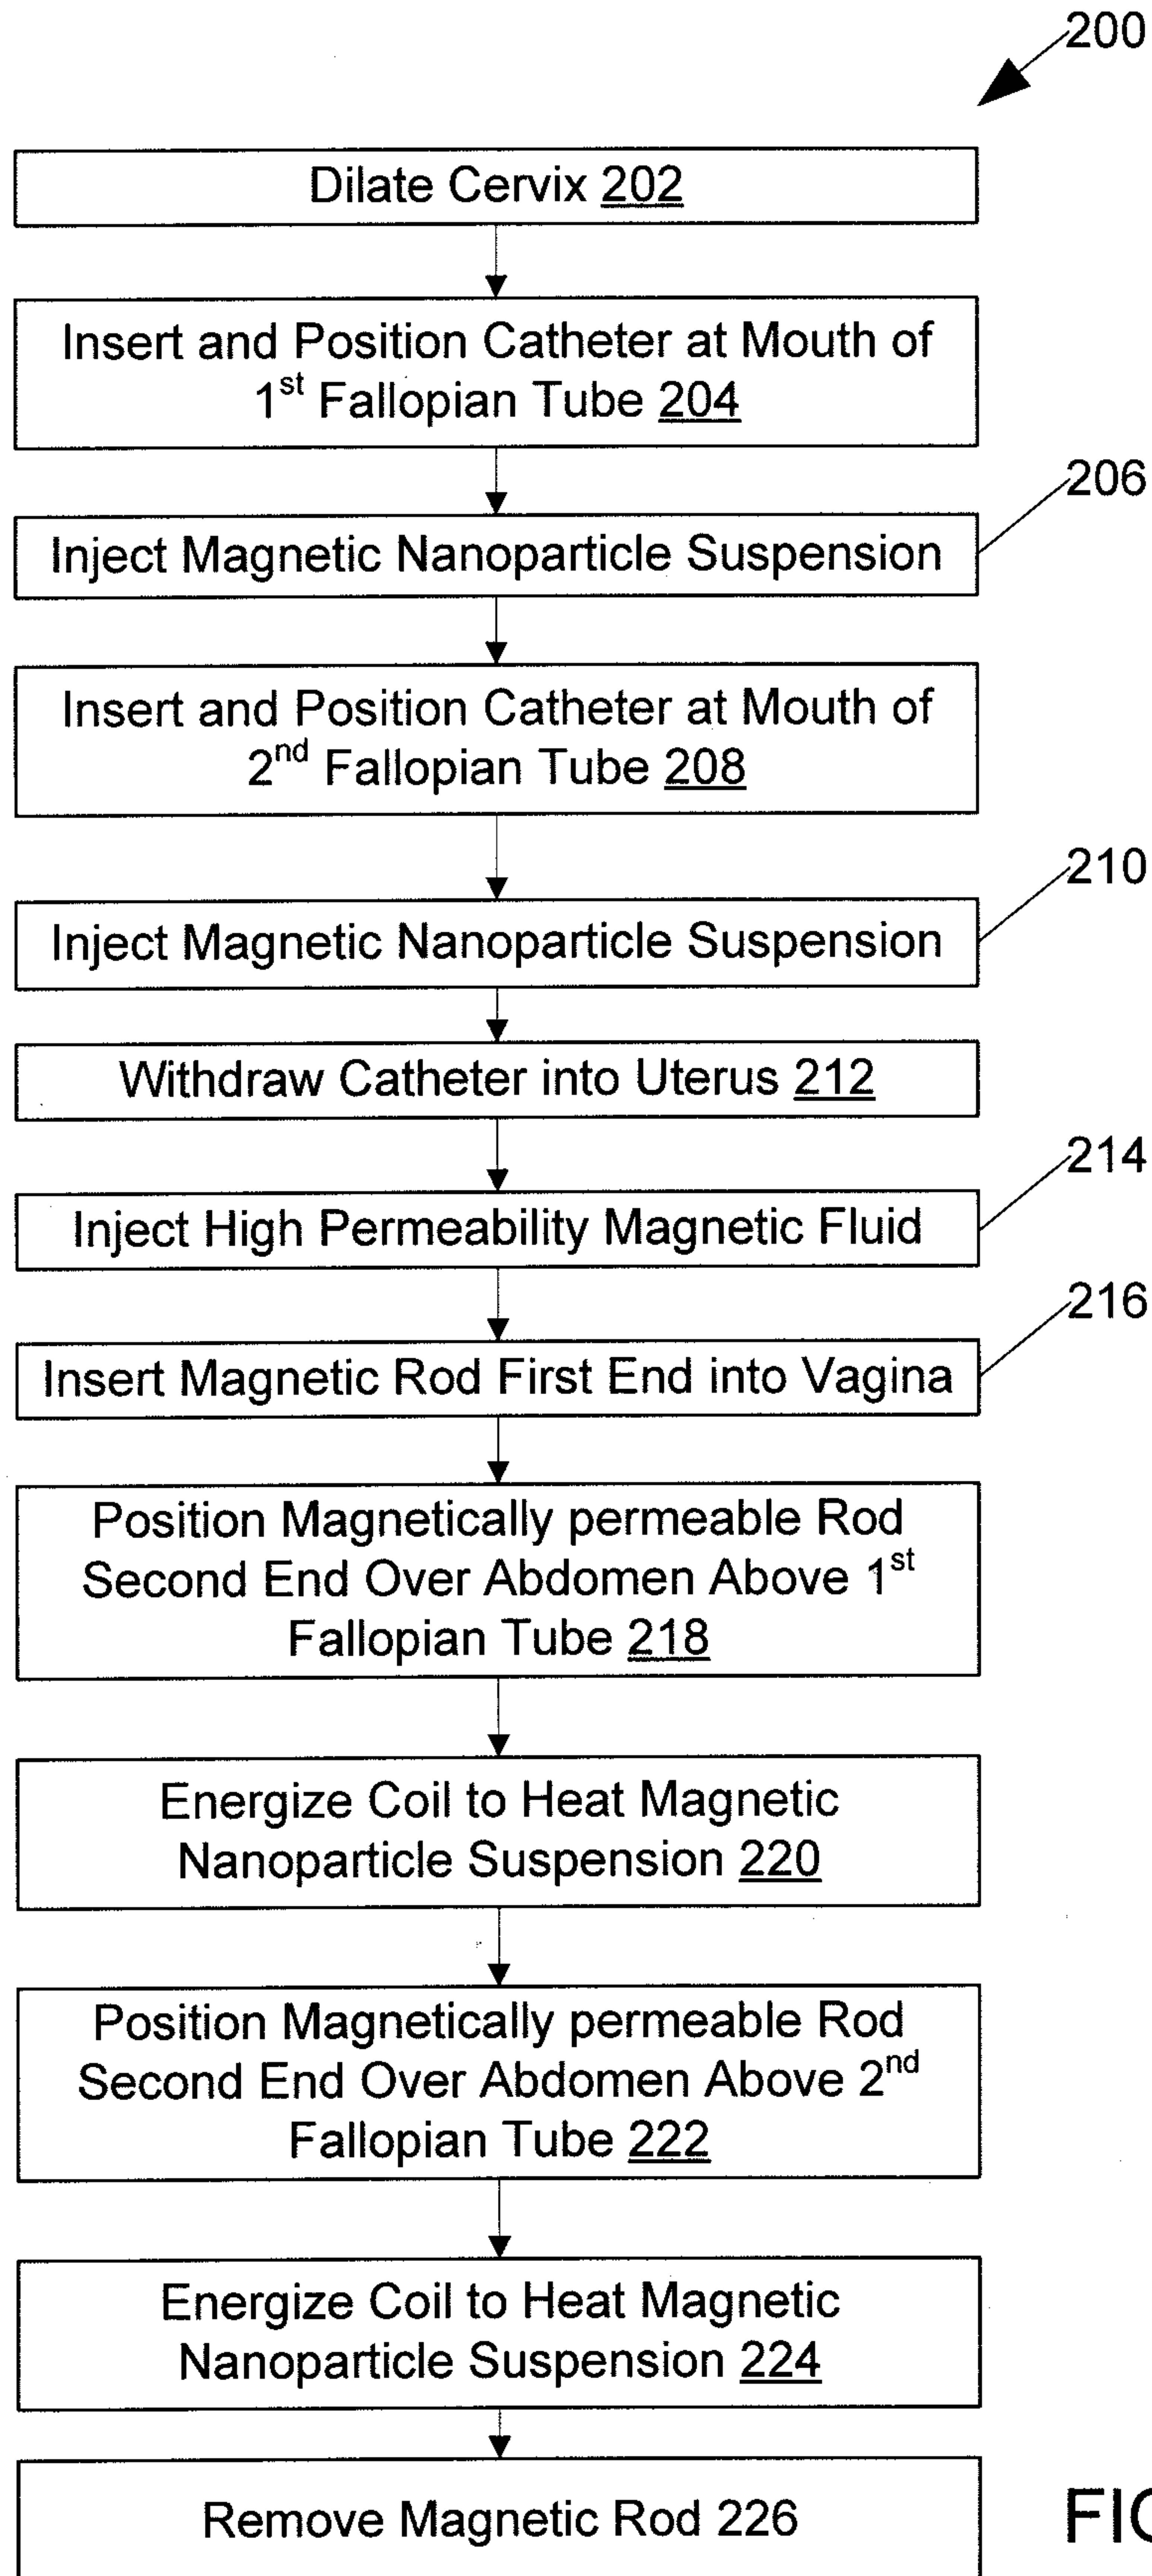 200
Dilate Cervix 202
Insert and Position Catheter at Mouth of
1st Fallopian Tube 204
206
Inject Magnetic Nanoparticle Suspension
Insert and Position Catheter at Mouth of
2nd Fallopian Tube 208
210
Inject Magnetic Nanoparticle Suspension
Withdraw Catheter into Uterus 212
214
Inject High Permeability Magnetic Fluid
216
Insert Magnetic Rod First End into Vagina
Position Magnetically permeable Rod
Second End Over Abdomen Above 1st
Fallopian Tube 218
Energize Coil to Heat Magnetic
Nanoparticle Suspension 220
Position Magnetically permeable Rod
Second End Over Abdomen Above 2nd
Fallopian Tube 222
Energize Coil to Heat Magnetic
Nanoparticle Suspension 224
Remove Magnetic Rod 226